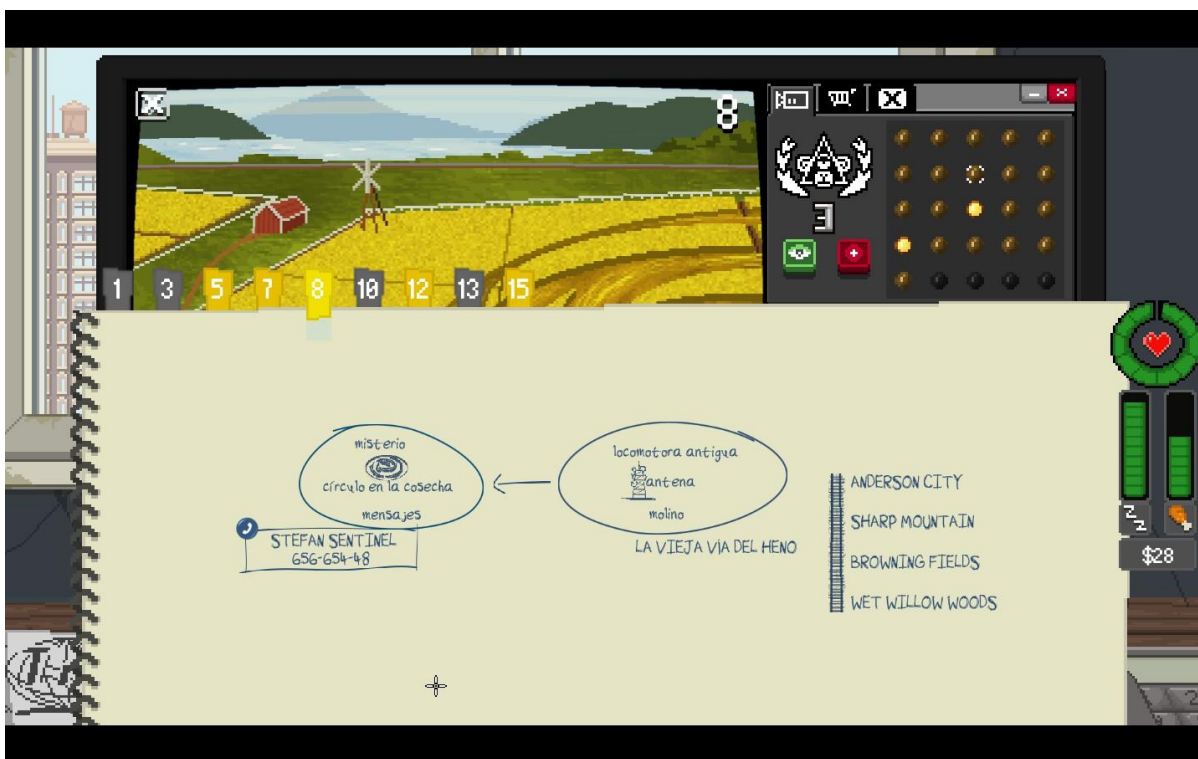 8
3
1 3 5 7 8 10 12 13 15
misterio
círculo en la cosecha
mensajes
STEFAN SENTINEL
656-654-48
locomotora antigua
antena
molino
LA VIEJA VÍA DEL HENO
ANDERSON CITY
SHARP MOUNTAIN
BROWNING FIELDS
WET WILLOW WOODS
$28